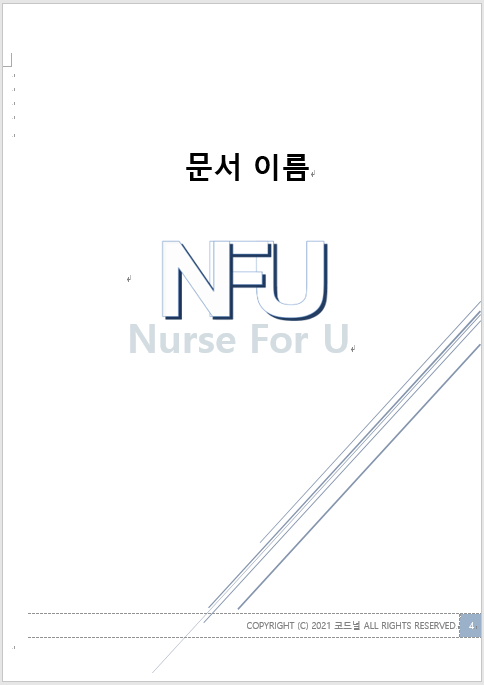 문서 이름
NFU
Nurse For U
COPYRIGHT (C) 2021 코드널 ALL RIGHTS RESERVED. 4